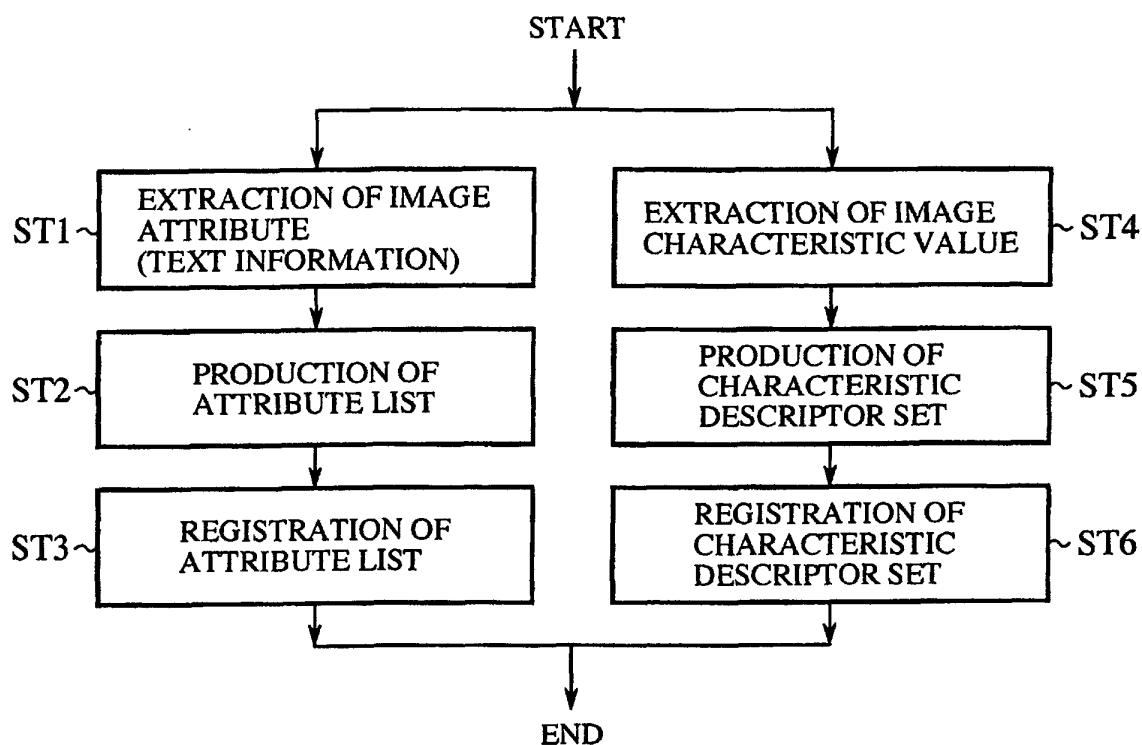 START
ST1
EXTRACTION OF IMAGE
ATTRIBUTE
(TEXT INFORMATION)
EXTRACTION OF IMAGE
CHARACTERISTIC VALUE
ST4
ST2
PRODUCTION OF
ATTRIBUTE LIST
PRODUCTION OF
CHARACTERISTIC
DESCRIPTOR SET
ST5
ST3
REGISTRATION OF
ATTRIBUTE LIST
REGISTRATION OF
CHARACTERISTIC
DESCRIPTOR SET
ST6
END